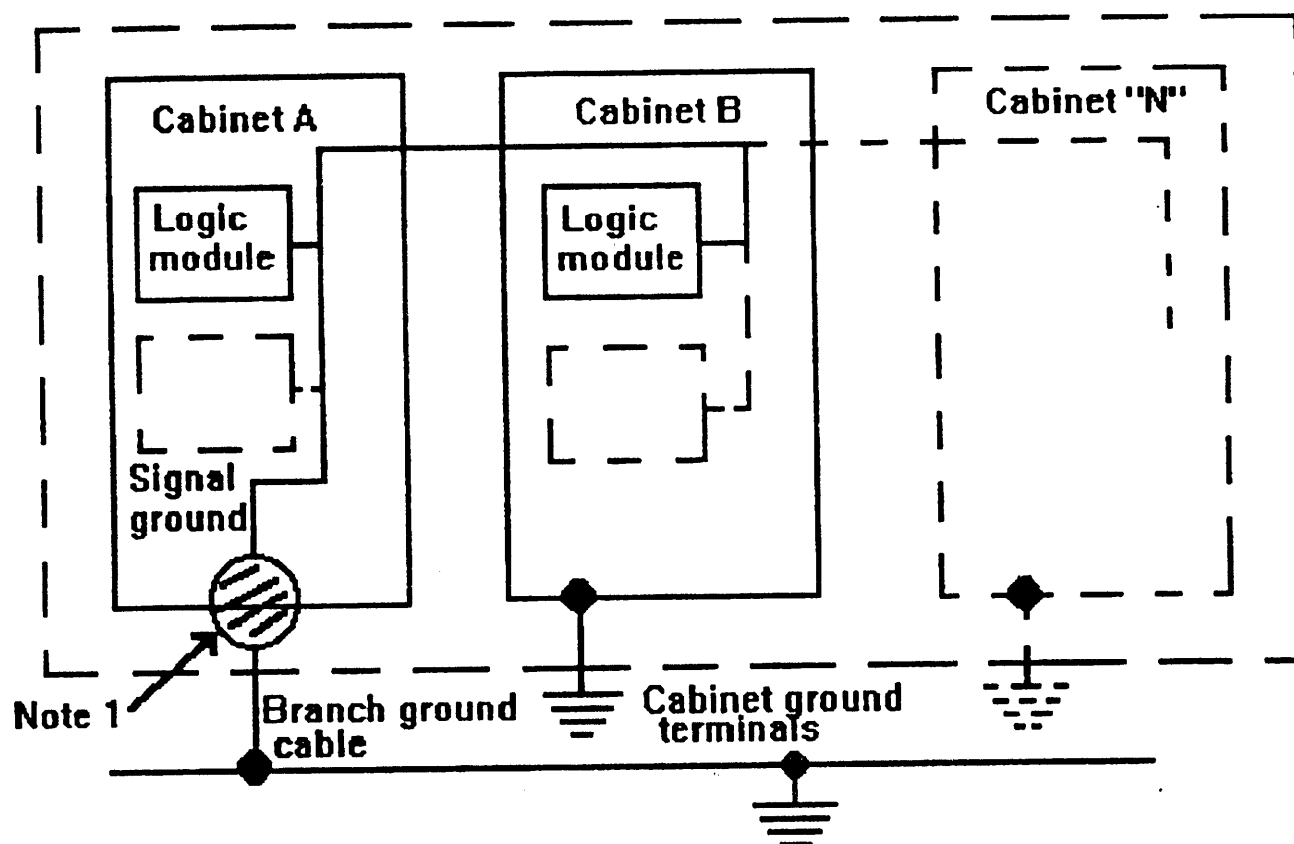 Cabinet A
Cabinet B
Cabinet "N"
Logic
module
Logic
module
Signal
ground
Note 1
Branch ground
cable
Cabinet ground
terminals